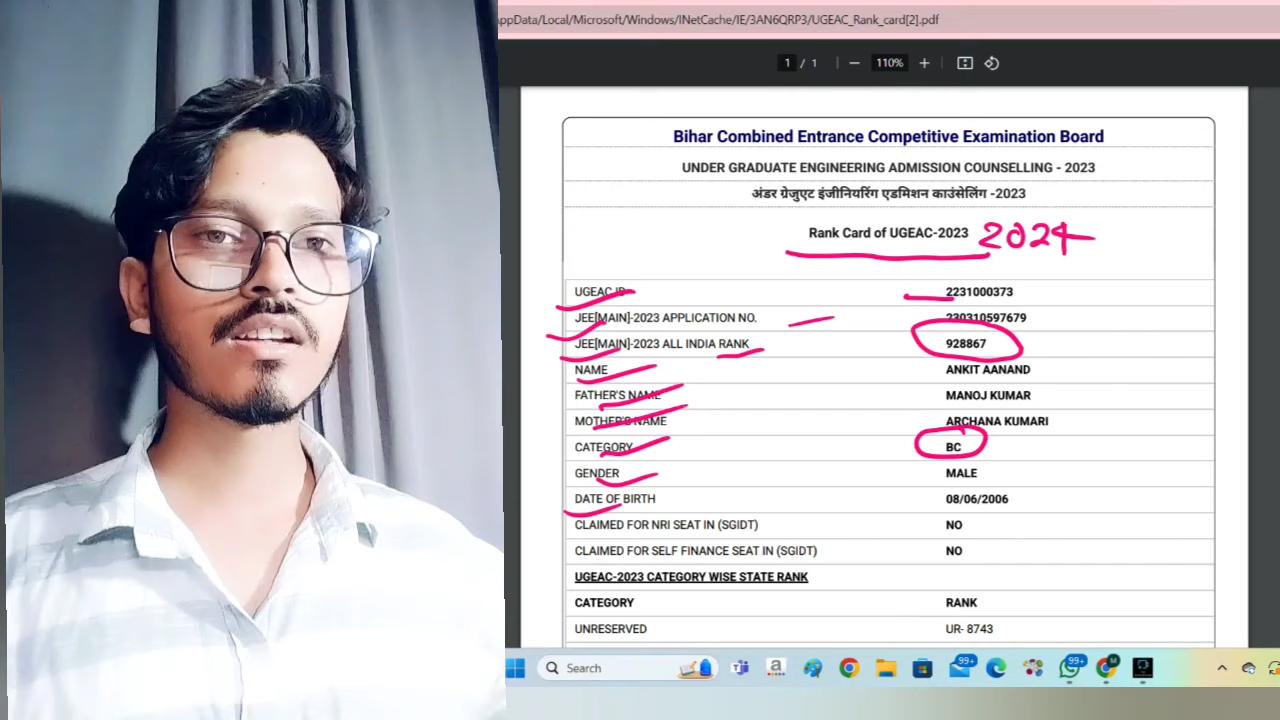 AppData/Local/Microsoft/Windows/INetCache/IE/3AN6QRP3/UGEAC_Rank_card[2].pdf
1 / 1 — 110% +
Bihar Combined Entrance Competitive Examination Board
UNDER GRADUATE ENGINEERING ADMISSION COUNSELLING - 2023
अंडर ग्रेजुएट इंजीनियरिंग एडमिशन काउंसेलिंग -2023
Rank Card of UGEAC-2023 2024
UGEAC ID 2231000373
JEE[MAIN]-2023 APPLICATION NO. 230310597679
JEE[MAIN]-2023 ALL INDIA RANK 928867
NAME ANKIT AANAND
FATHER'S NAME MANOJ KUMAR
MOTHER'S NAME ARCHANA KUMARI
CATEGORY BC
GENDER MALE
DATE OF BIRTH 08/06/2006
CLAIMED FOR NRI SEAT IN (SGIDT) NO
CLAIMED FOR SELF FINANCE SEAT IN (SGIDT) NO
UGEAC-2023 CATEGORY WISE STATE RANK
CATEGORY RANK
UNRESERVED UR- 8743
Search 99+ 99+ M